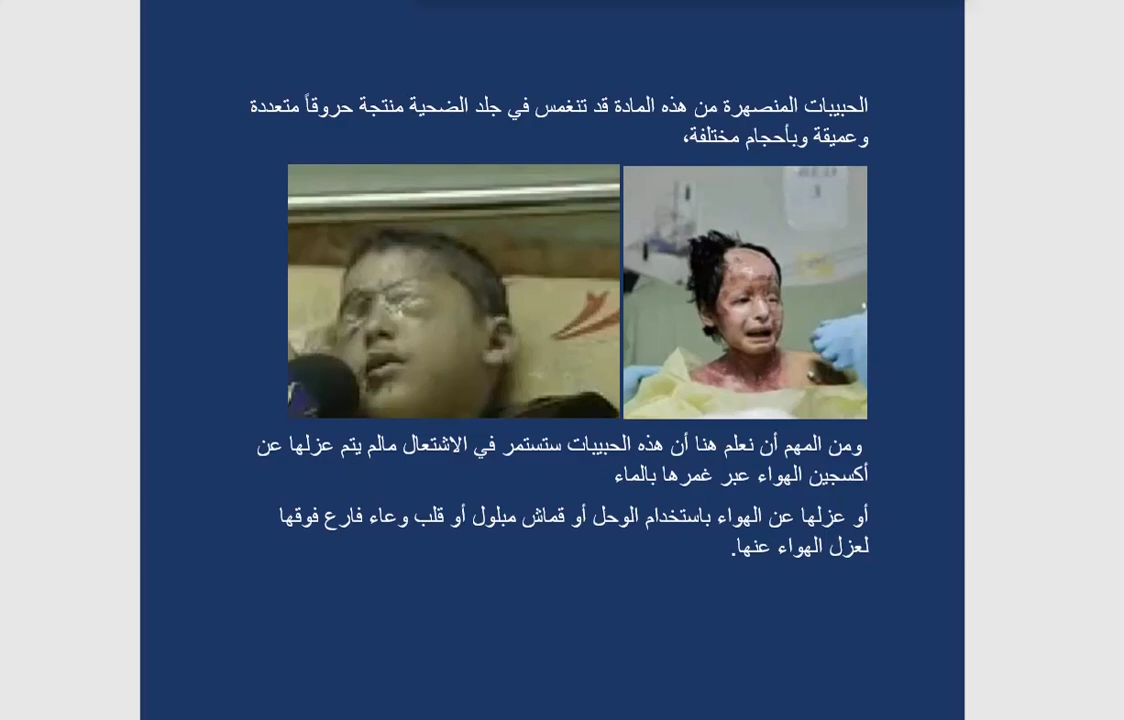 الحبيبات المنصهرة من هذه المادة قد تنغمس في جلد الضحية منتجة حروقاً متعددة
وعميقة وبأحجام مختلفة،
ومن المهم أن نعلم هنا أن هذه الحبيبات ستستمر في الاشتعال مالم يتم عزلها عن
أكسجين الهواء عبر غمرها بالماء
أو عزلها عن الهواء باستخدام الوحل أو قماش مبلول أو قلب وعاء فارع فوقها
لعزل الهواء عنها.